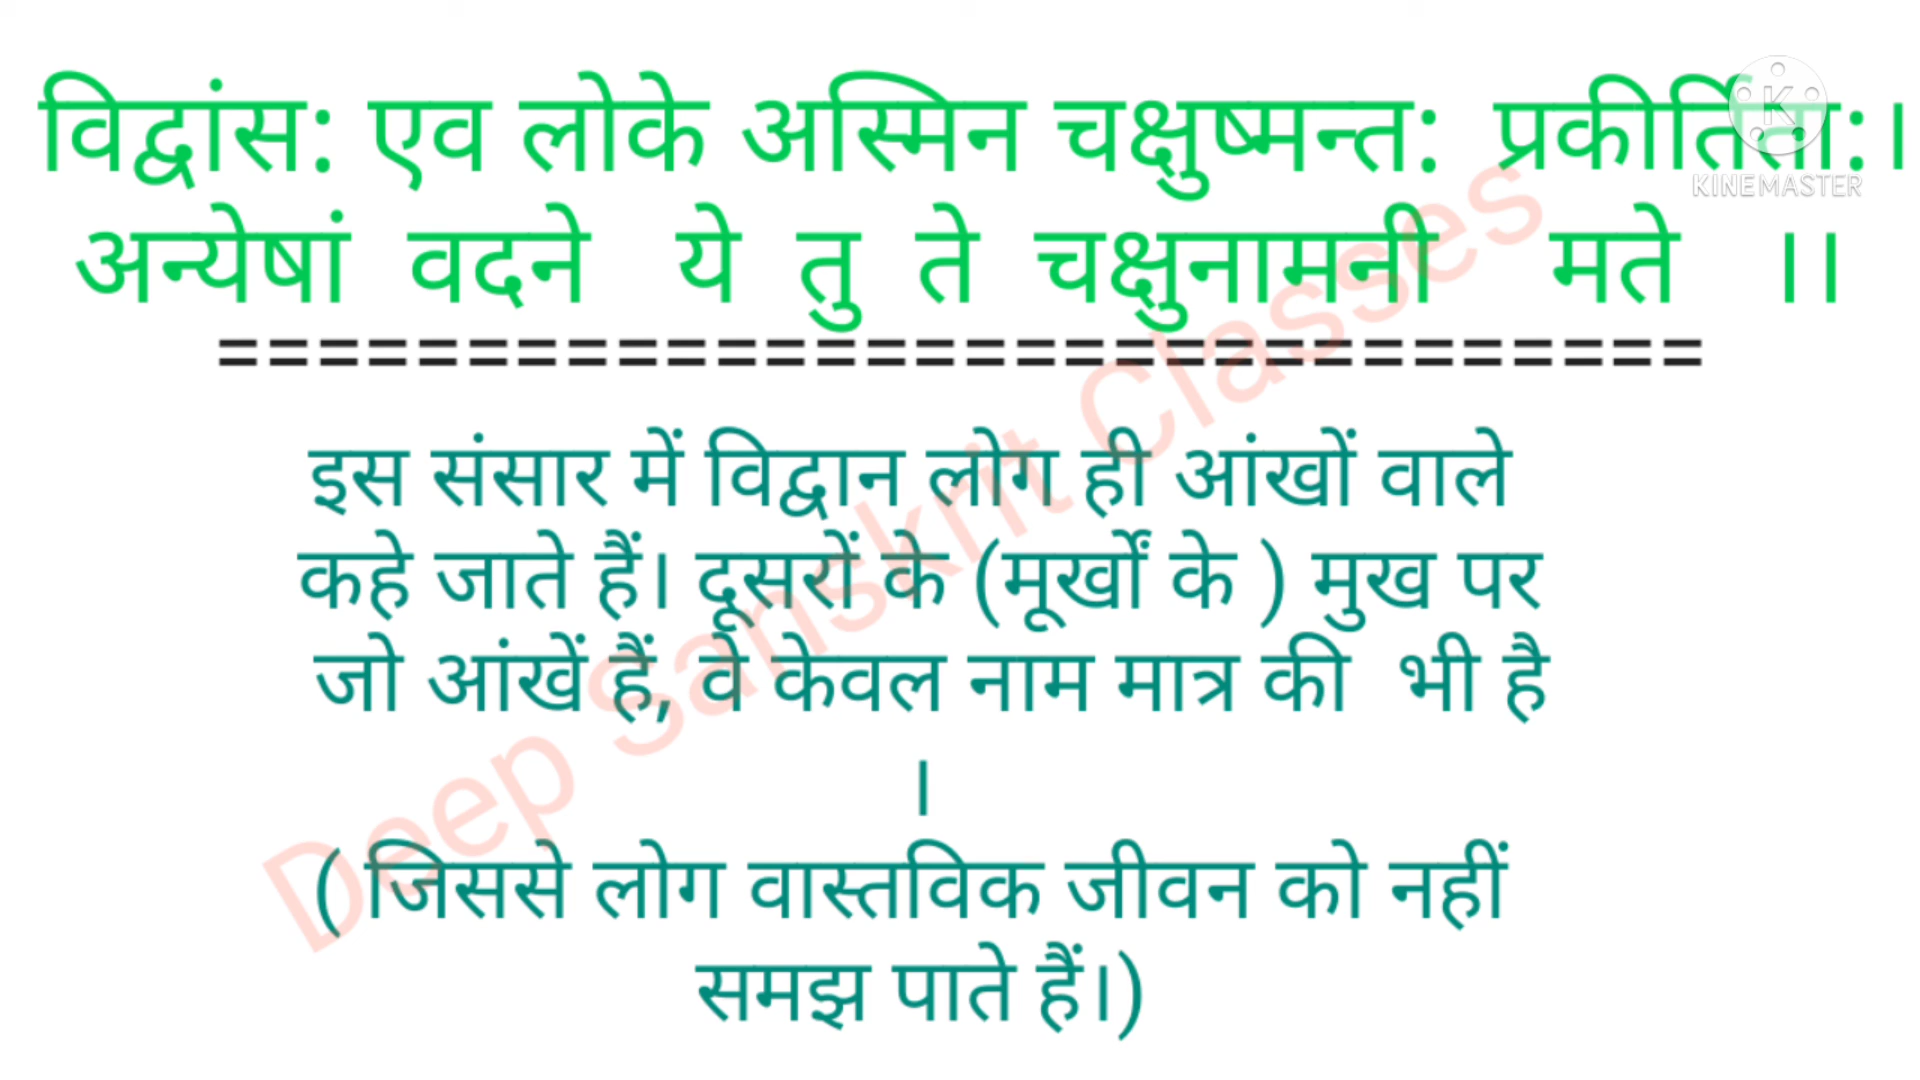 विद्वांस: एव लोके अस्मिन चक्षुष्मन्त: प्रकीर्तिता:।
KINEMASTER
अन्येषां वदने ये तु ते चक्षुनामनी मते ।।
==============================
इस संसार में विद्वान लोग ही आंखों वाले
कहे जाते हैं। दूसरों के (मूर्खों के ) मुख पर
जो आंखें हैं, वे केवल नाम मात्र की भी है
।
( जिससे लोग वास्तविक जीवन को नहीं
समझ पाते हैं।)
Deep Sanskrit Classes